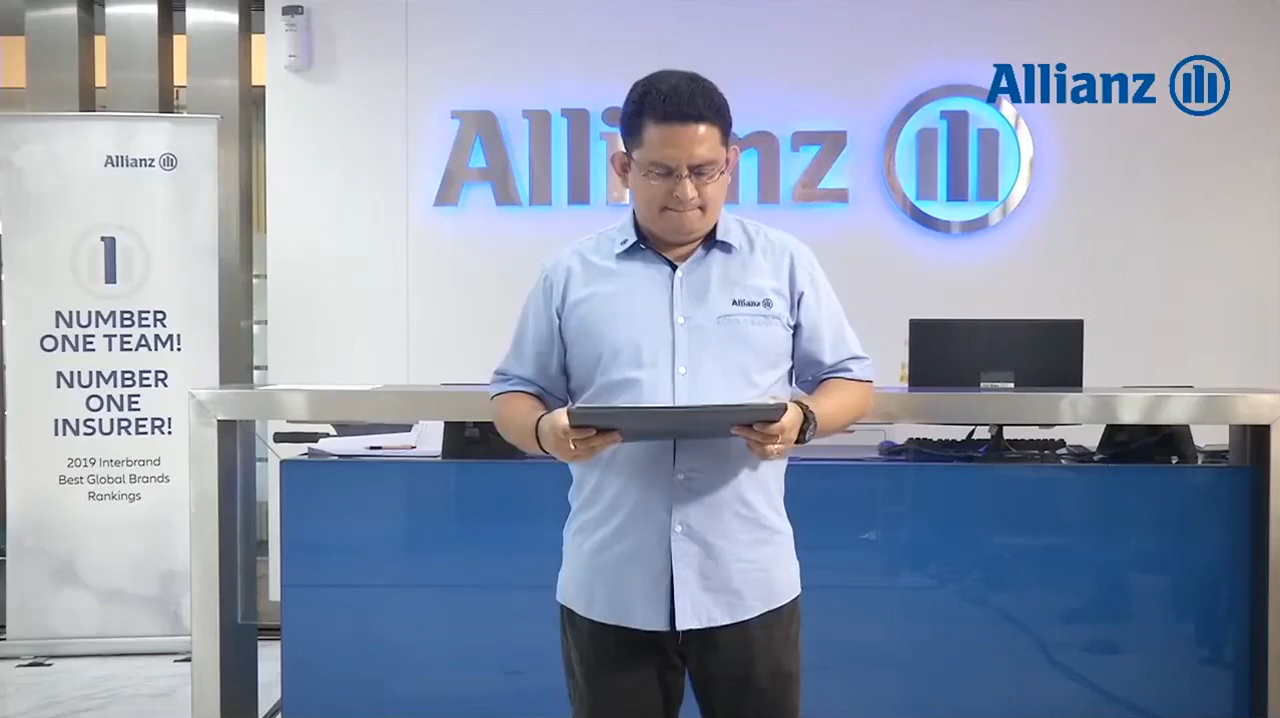 Allianz
Allianz
Allianz
1
NUMBER
ONE TEAM!
NUMBER
ONE
INSURER!
2019 Interbrand
Best Global Brands
Rankings
Allianz